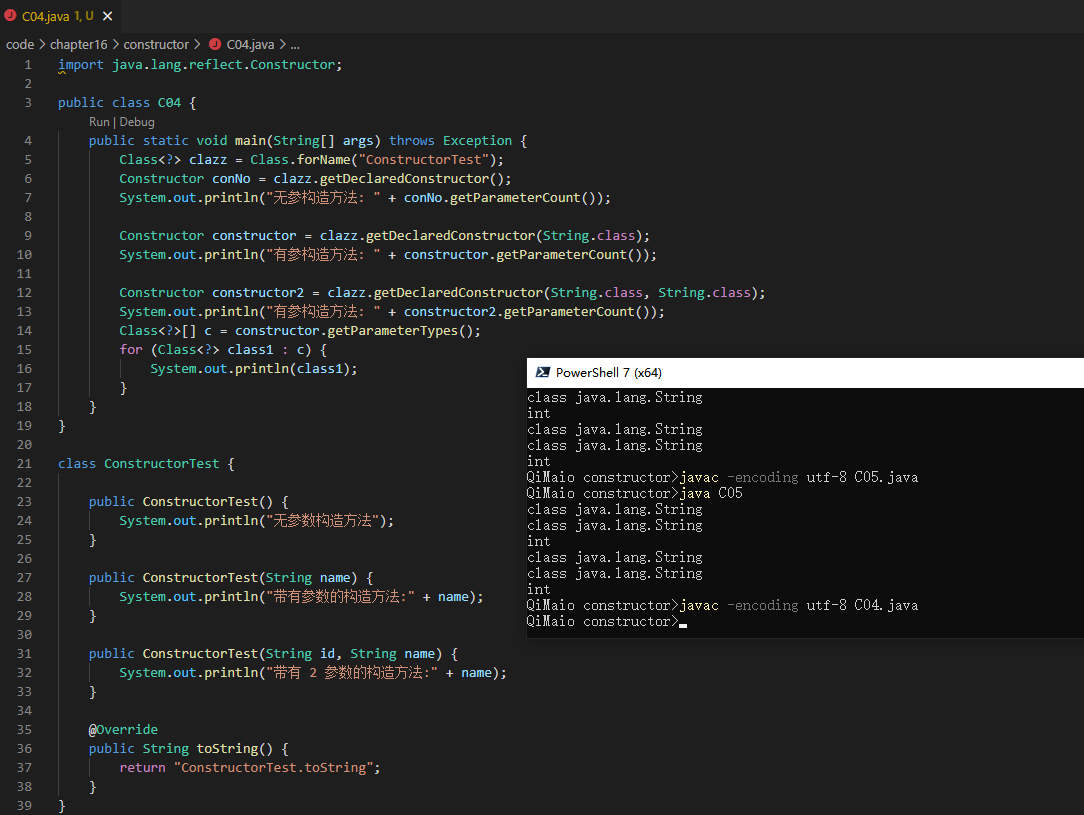 C04.java 1, U
code > chapter16 > constructor > C04.java > ...
1 import java.lang.reflect.Constructor;
2
3 public class C04 {
Run | Debug
4 public static void main(String[] args) throws Exception {
5 Class<?> clazz = Class.forName("ConstructorTest");
6 Constructor conNo = clazz.getDeclaredConstructor();
7 System.out.println("无参构造方法: " + conNo.getParameterCount());
8
9 Constructor constructor = clazz.getDeclaredConstructor(String.class);
10 System.out.println("有参构造方法: " + constructor.getParameterCount());
11
12 Constructor constructor2 = clazz.getDeclaredConstructor(String.class, String.class);
13 System.out.println("有参构造方法: " + constructor2.getParameterCount());
14 Class<?>[] c = constructor.getParameterTypes();
15 for (Class<?> class1 : c) {
16 System.out.println(class1);
17 }
18 }
19 }
20
21 class ConstructorTest {
22
23 public ConstructorTest() {
24 System.out.println("无参数构造方法");
25 }
26
27 public ConstructorTest(String name) {
28 System.out.println("带有参数的构造方法:" + name);
29 }
30
31 public ConstructorTest(String id, String name) {
32 System.out.println("带有 2 参数的构造方法:" + name);
33 }
34
35 @Override
36 public String toString() {
37 return "ConstructorTest.toString";
38 }
39 }
PowerShell 7 (x64)
class java.lang.String
int
class java.lang.String
class java.lang.String
int
QiMaio constructor>javac -encoding utf-8 C05.java
QiMaio constructor>java C05
class java.lang.String
class java.lang.String
int
class java.lang.String
class java.lang.String
int
QiMaio constructor>javac -encoding utf-8 C04.java
QiMaio constructor>